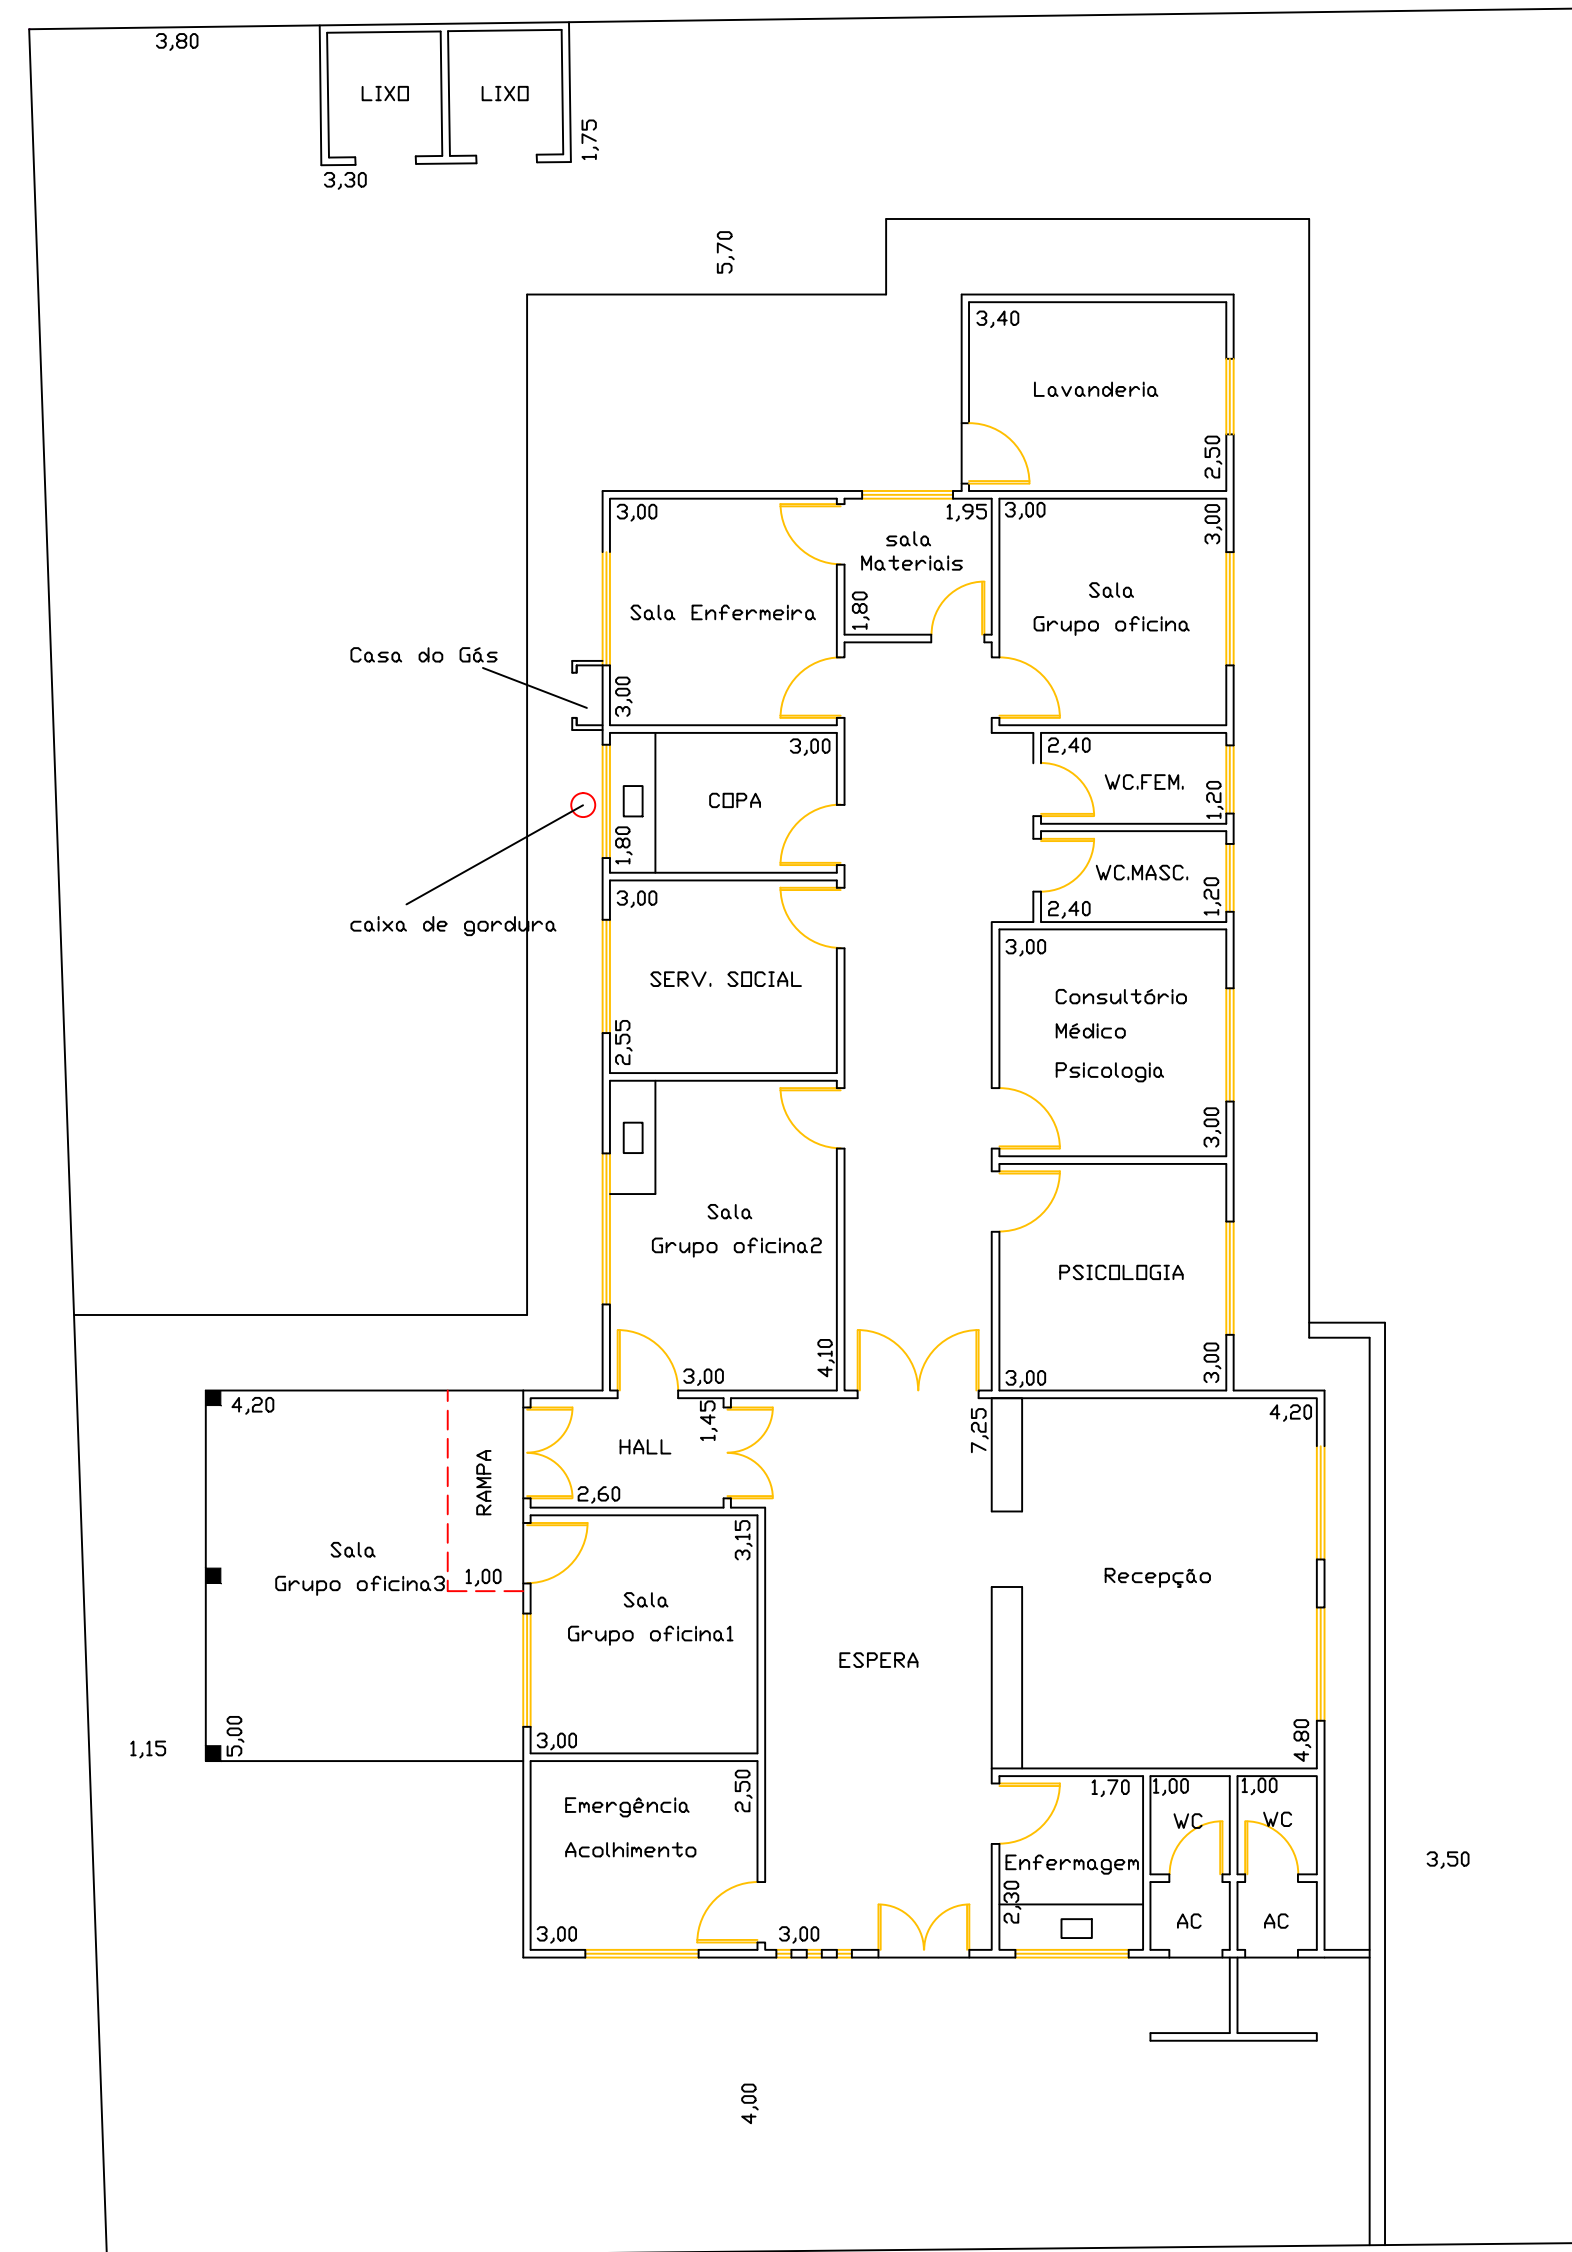 3,80
LIXO
LIXO
1,75
3,30
5,70
3,40
Lavanderia
2,50
3,00
1,95
3,00
3,00
sala
Materiais
Sala
Grupo oficina
1,80
Sala Enfermeira
Casa do Gás
3,00
3,00
2,40
WC.FEM.
1,20
COPA
1,80
WC.MASC.
1,20
2,40
3,00
caixa de gordura
3,00
SERV. SOCIAL
Consultório
Médico
Psicologia
2,55
3,00
Sala
Grupo oficina2
PSICOLOGIA
4,10
3,00
3,00
3,00
4,20
1,45
7,25
4,20
HALL
RAMPA
2,60
3,15
Sala
Grupo oficina3
1,00
Recepção
Sala
Grupo oficina1
ESPERA
1,15
5,00
3,00
4,80
2,50
1,70
1,00
1,00
Emergência
WC
WC
Acolhimento
Enfermagem
3,50
2,30
AC
AC
3,00
3,00
4,00